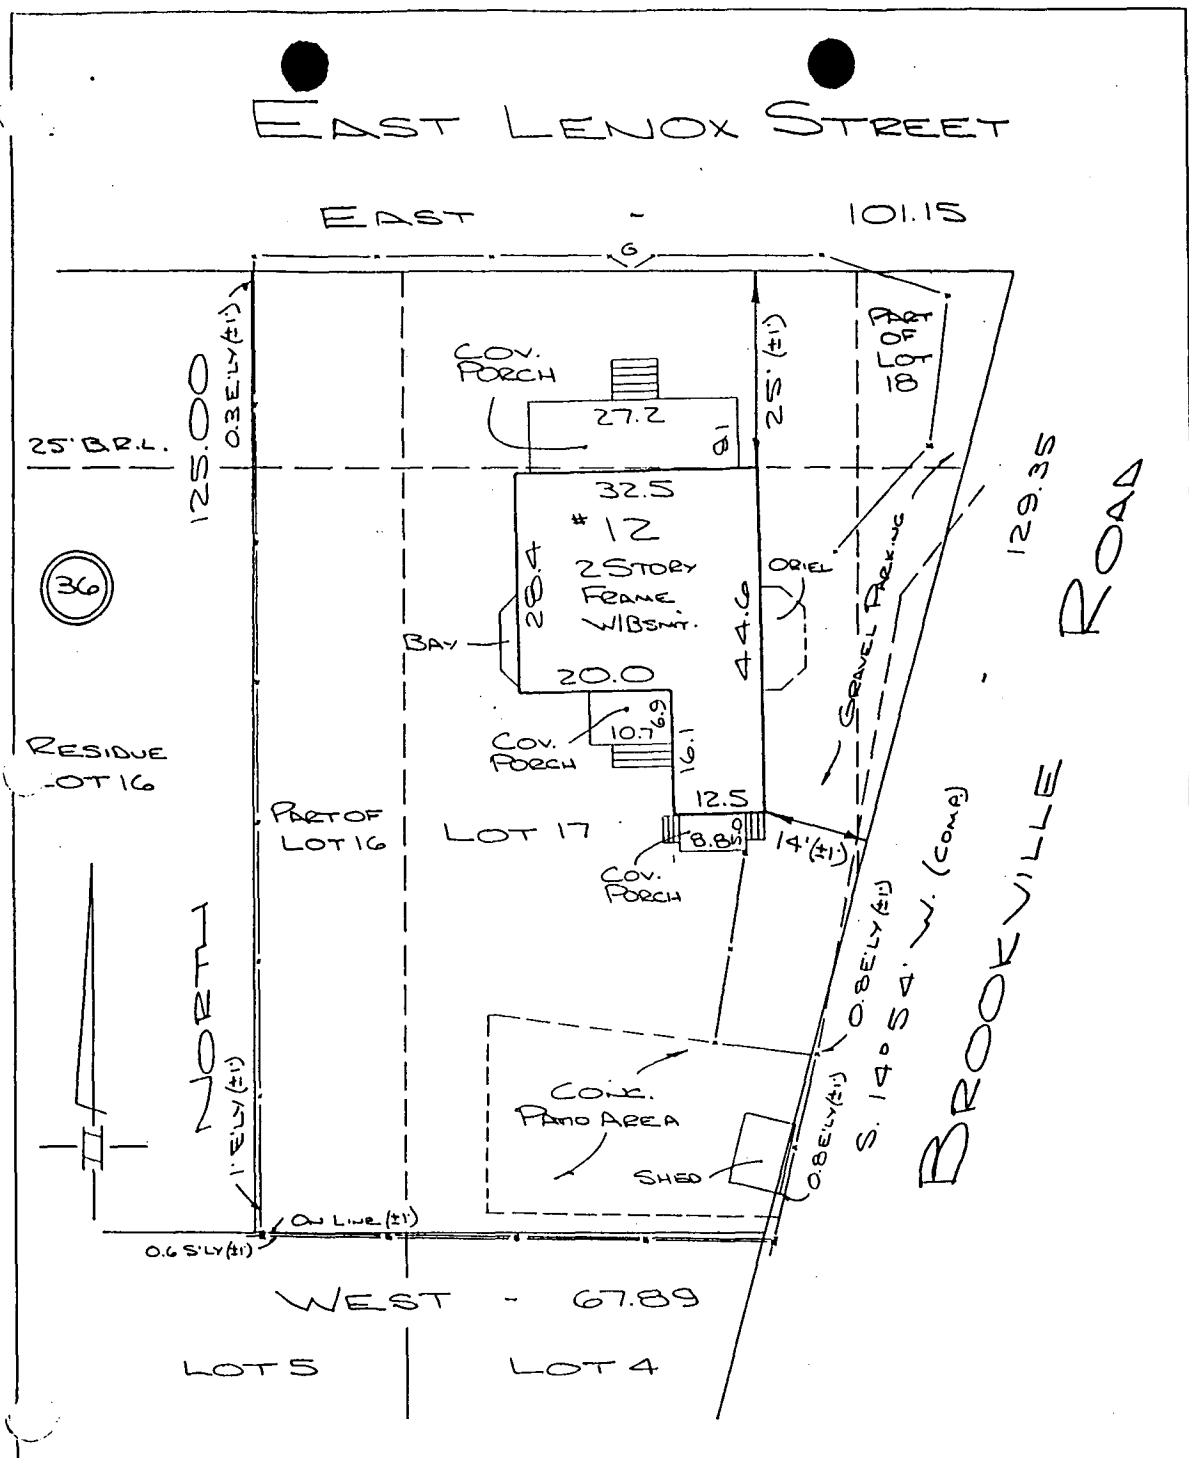 EAST LENOX STREET
EAST - 101.15
G
0.3 E'LY (±1')
125.00
NORTH
25' B.R.L.
COV.
PORCH
27.2
8.1
25' (±1')
PART
OF
LOT
18
32.5
# 12
2 STORY
FRAME
W/BSMT.
28.4
44.6
ORIEL
BAY
20.0
GRAVEL PARKING
129.35
36
COV.
PORCH
10.7
6.9
16.1
RESIDUE
LOT 16
PART OF
LOT 16
LOT 17
12.5
8.8
5.0
COV.
PORCH
14' (±1')
BROOKVILLE ROAD
S. 14° 54' W. (COMP.)
0.8 E'LY (±1')
CONC.
PATIO AREA
SHED
0.8 E'LY (±1')
1' E'LY (±1')
ON LINE (±1')
0.6 S'LY (±1')
WEST - 67.89
LOT 5
LOT 4